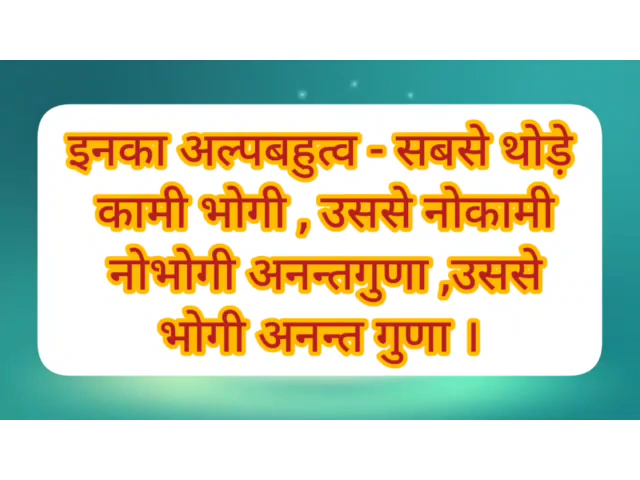 इनका अल्पबहुत्व - सबसे थोड़े
कामी भोगी , उससे नोकामी
नोभोगी अनन्तगुणा ,उससे
भोगी अनन्त गुणा ।